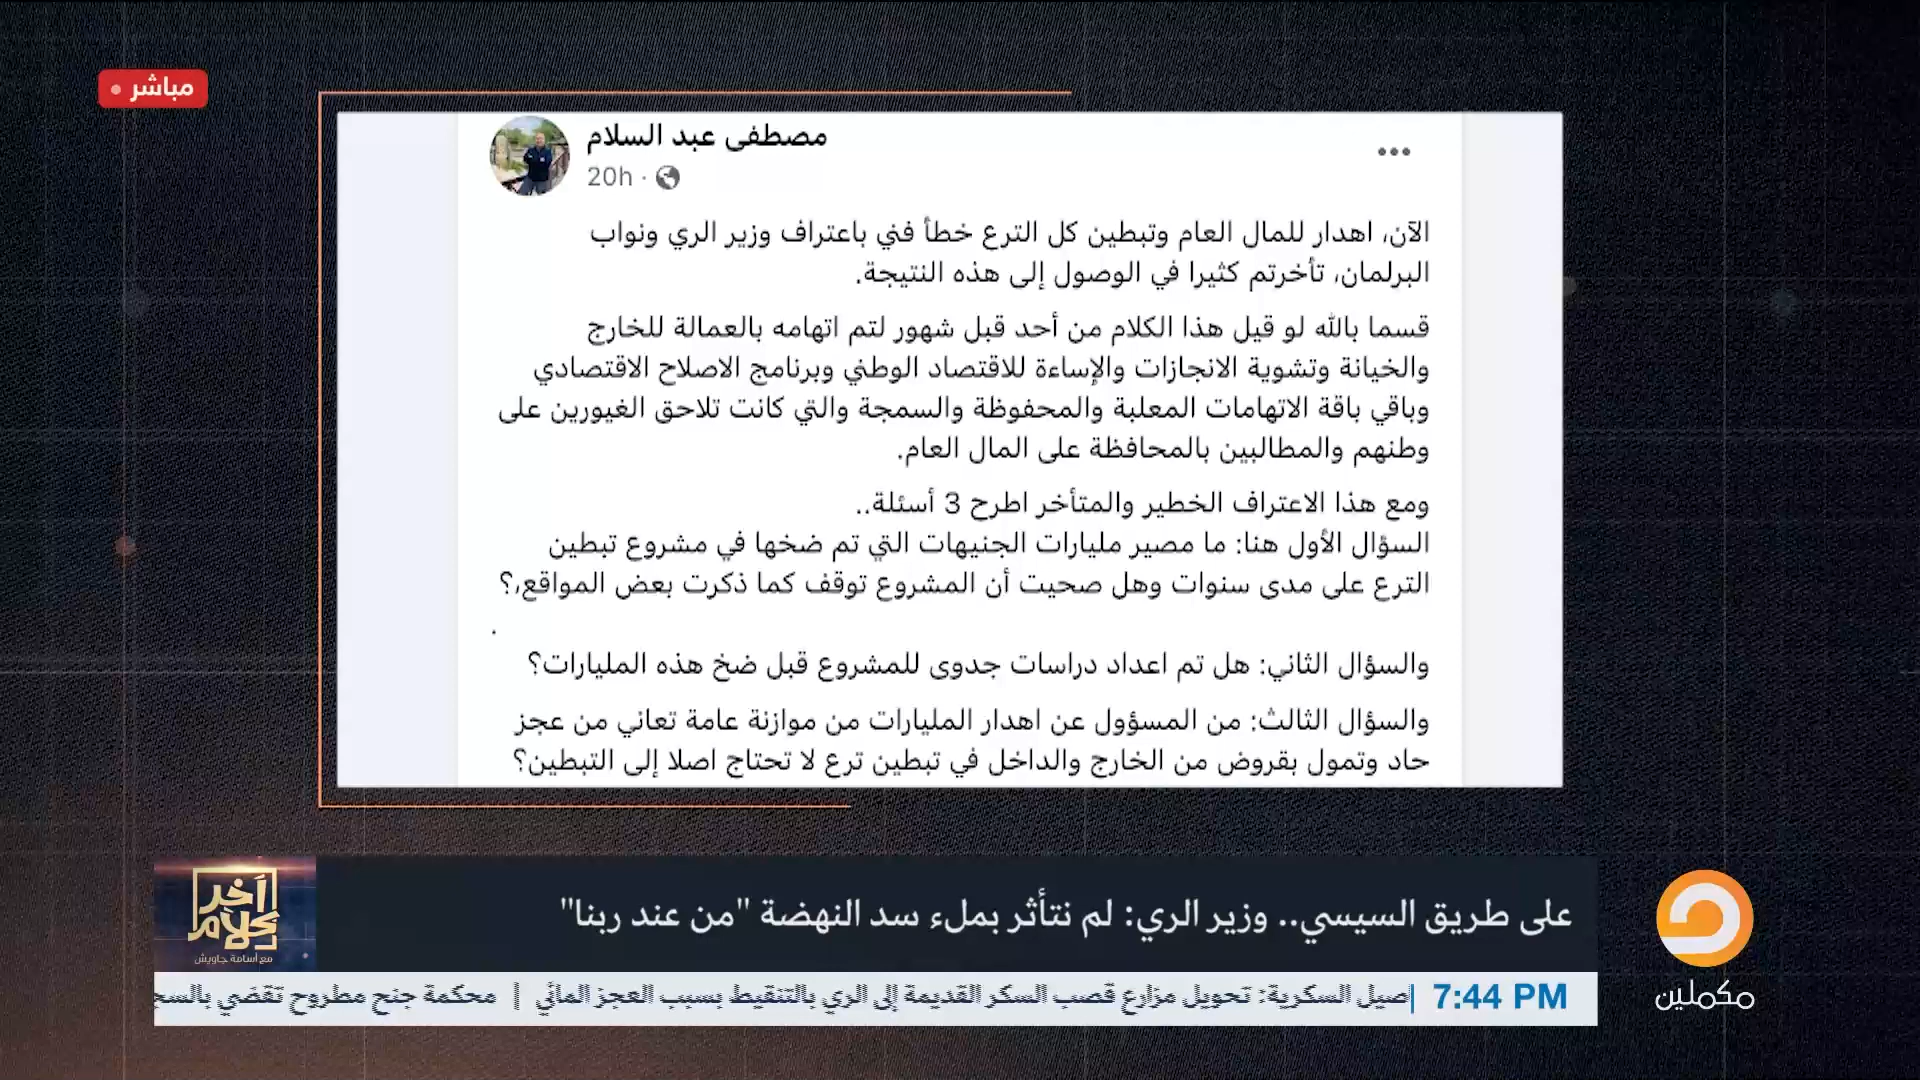 مباشر
مصطفى عبد السلام
20h
الآن، اهدار للمال العام وتبطين كل الترع خطأ فني باعتراف وزير الري ونواب
البرلمان، تأخرتم كثيرا في الوصول إلى هذه النتيجة.
قسما بالله لو قيل هذا الكلام من أحد قبل شهور لتم اتهامه بالعمالة للخارج
والخيانة وتشوية الانجازات والإساءة للاقتصاد الوطني وبرنامج الاصلاح الاقتصادي
وباقي باقة الاتهامات المعلبة والمحفوظة والسمجة والتي كانت تلاحق الغيورين على
وطنهم والمطالبين بالمحافظة على المال العام.
ومع هذا الاعتراف الخطير والمتأخر اطرح 3 أسئلة..
السؤال الأول هنا: ما مصير مليارات الجنيهات التي تم ضخها في مشروع تبطين
الترع على مدى سنوات وهل صحيت أن المشروع توقف كما ذكرت بعض المواقع،؟
.
والسؤال الثاني: هل تم اعداد دراسات جدوى للمشروع قبل ضخ هذه المليارات؟
والسؤال الثالث: من المسؤول عن اهدار المليارات من موازنة عامة تعاني من عجز
حاد وتمول بقروض من الخارج والداخل في تبطين ترع لا تحتاج اصلا إلى التبطين؟
آخر كلام
مع أسامة جاويش
على طريق السيسي.. وزير الري: لم نتأثر بملء سد النهضة "من عند ربنا"
7:44 PM
صيل السكرية: تحويل مزارع قصب السكر القديمة إلى الري بالتنقيط بسبب العجز المائي | محكمة جنح مطروح تقضي بالسج
مكملين